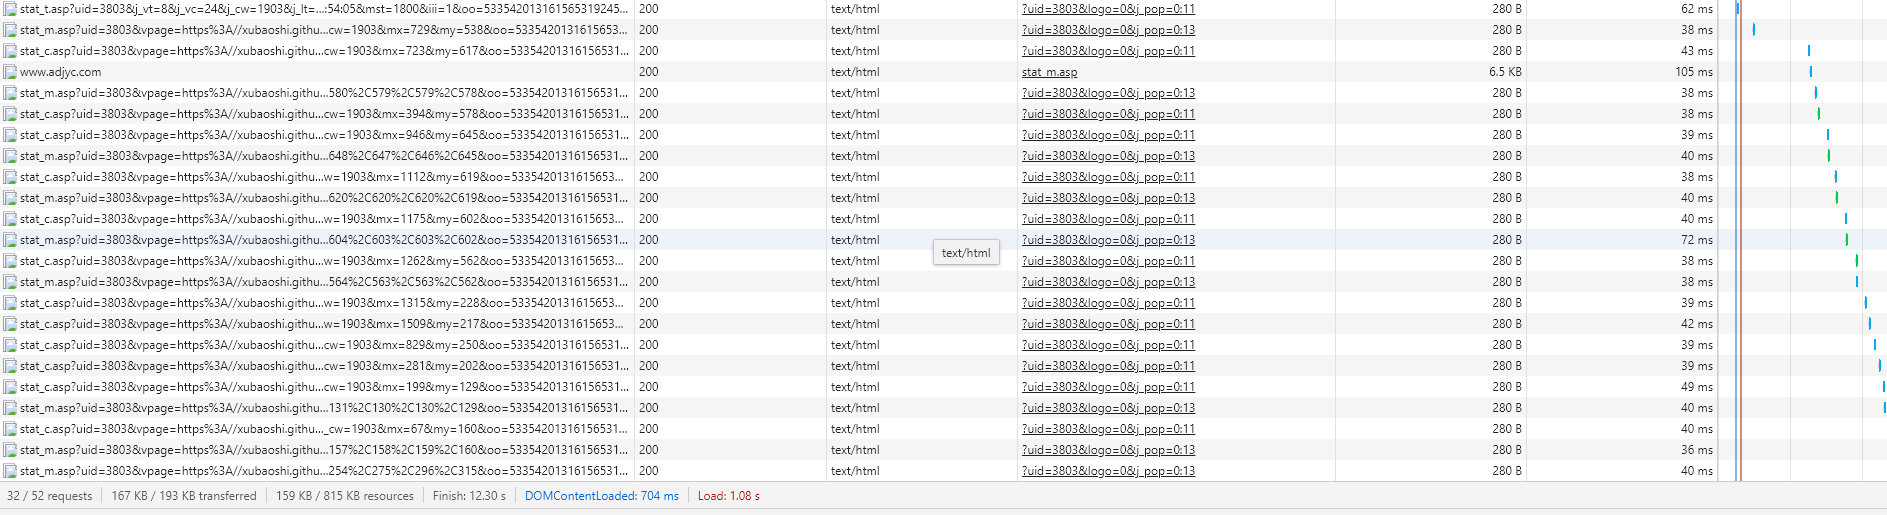 stat_t.asp?uid=3803&j_vt=8&j_vc=24&j_cw=1903&j_lt=...:54:05&mst=1800&iii=1&oo=533542013161565319245... 200 text/html ?uid=3803&logo=0&j_pop=0:11 280 B 62 ms
stat_m.asp?uid=3803&vpage=https%3A//xubaoshi.githu...cw=1903&mx=729&my=538&oo=5335420131615653... 200 text/html ?uid=3803&logo=0&j_pop=0:13 280 B 38 ms
stat_c.asp?uid=3803&vpage=https%3A//xubaoshi.githu...cw=1903&mx=723&my=617&oo=53354201316156531... 200 text/html ?uid=3803&logo=0&j_pop=0:11 280 B 43 ms
www.adjyc.com 200 text/html stat_m.asp 6.5 KB 105 ms
stat_m.asp?uid=3803&vpage=https%3A//xubaoshi.githu...580%2C579%2C579%2C578&oo=53354201316156531... 200 text/html ?uid=3803&logo=0&j_pop=0:13 280 B 38 ms
stat_c.asp?uid=3803&vpage=https%3A//xubaoshi.githu...cw=1903&mx=394&my=578&oo=53354201316156531... 200 text/html ?uid=3803&logo=0&j_pop=0:11 280 B 38 ms
stat_c.asp?uid=3803&vpage=https%3A//xubaoshi.githu...cw=1903&mx=946&my=645&oo=53354201316156531... 200 text/html ?uid=3803&logo=0&j_pop=0:11 280 B 39 ms
stat_m.asp?uid=3803&vpage=https%3A//xubaoshi.githu...648%2C647%2C646%2C645&oo=53354201316156531... 200 text/html ?uid=3803&logo=0&j_pop=0:13 280 B 40 ms
stat_c.asp?uid=3803&vpage=https%3A//xubaoshi.githu...w=1903&mx=1112&my=619&oo=5335420131615653... 200 text/html ?uid=3803&logo=0&j_pop=0:11 280 B 38 ms
stat_m.asp?uid=3803&vpage=https%3A//xubaoshi.githu...620%2C620%2C620%2C619&oo=53354201316156531... 200 text/html ?uid=3803&logo=0&j_pop=0:13 280 B 40 ms
stat_c.asp?uid=3803&vpage=https%3A//xubaoshi.githu...w=1903&mx=1175&my=602&oo=5335420131615653... 200 text/html ?uid=3803&logo=0&j_pop=0:11 280 B 40 ms
stat_m.asp?uid=3803&vpage=https%3A//xubaoshi.githu...604%2C603%2C603%2C602&oo=53354201316156531... 200 text/html ?uid=3803&logo=0&j_pop=0:13 280 B 72 ms
text/html
stat_c.asp?uid=3803&vpage=https%3A//xubaoshi.githu...w=1903&mx=1262&my=562&oo=5335420131615653... 200 text/html ?uid=3803&logo=0&j_pop=0:11 280 B 38 ms
stat_m.asp?uid=3803&vpage=https%3A//xubaoshi.githu...564%2C563%2C563%2C562&oo=53354201316156531... 200 text/html ?uid=3803&logo=0&j_pop=0:13 280 B 38 ms
stat_c.asp?uid=3803&vpage=https%3A//xubaoshi.githu...w=1903&mx=1315&my=228&oo=5335420131615653... 200 text/html ?uid=3803&logo=0&j_pop=0:11 280 B 39 ms
stat_c.asp?uid=3803&vpage=https%3A//xubaoshi.githu...w=1903&mx=1509&my=217&oo=5335420131615653... 200 text/html ?uid=3803&logo=0&j_pop=0:11 280 B 42 ms
stat_c.asp?uid=3803&vpage=https%3A//xubaoshi.githu...cw=1903&mx=829&my=250&oo=53354201316156531... 200 text/html ?uid=3803&logo=0&j_pop=0:11 280 B 39 ms
stat_c.asp?uid=3803&vpage=https%3A//xubaoshi.githu...cw=1903&mx=281&my=202&oo=53354201316156531... 200 text/html ?uid=3803&logo=0&j_pop=0:11 280 B 39 ms
stat_c.asp?uid=3803&vpage=https%3A//xubaoshi.githu...cw=1903&mx=199&my=129&oo=53354201316156531... 200 text/html ?uid=3803&logo=0&j_pop=0:11 280 B 49 ms
stat_m.asp?uid=3803&vpage=https%3A//xubaoshi.githu...131%2C130%2C130%2C129&oo=53354201316156531... 200 text/html ?uid=3803&logo=0&j_pop=0:13 280 B 40 ms
stat_c.asp?uid=3803&vpage=https%3A//xubaoshi.githu..._cw=1903&mx=67&my=160&oo=53354201316156531... 200 text/html ?uid=3803&logo=0&j_pop=0:11 280 B 40 ms
stat_m.asp?uid=3803&vpage=https%3A//xubaoshi.githu...157%2C158%2C159%2C160&oo=53354201316156531... 200 text/html ?uid=3803&logo=0&j_pop=0:13 280 B 36 ms
stat_m.asp?uid=3803&vpage=https%3A//xubaoshi.githu...254%2C275%2C296%2C315&oo=53354201316156531... 200 text/html ?uid=3803&logo=0&j_pop=0:13 280 B 40 ms
32 / 52 requests 167 KB / 193 KB transferred 159 KB / 815 KB resources Finish: 12.30 s DOMContentLoaded: 704 ms Load: 1.08 s